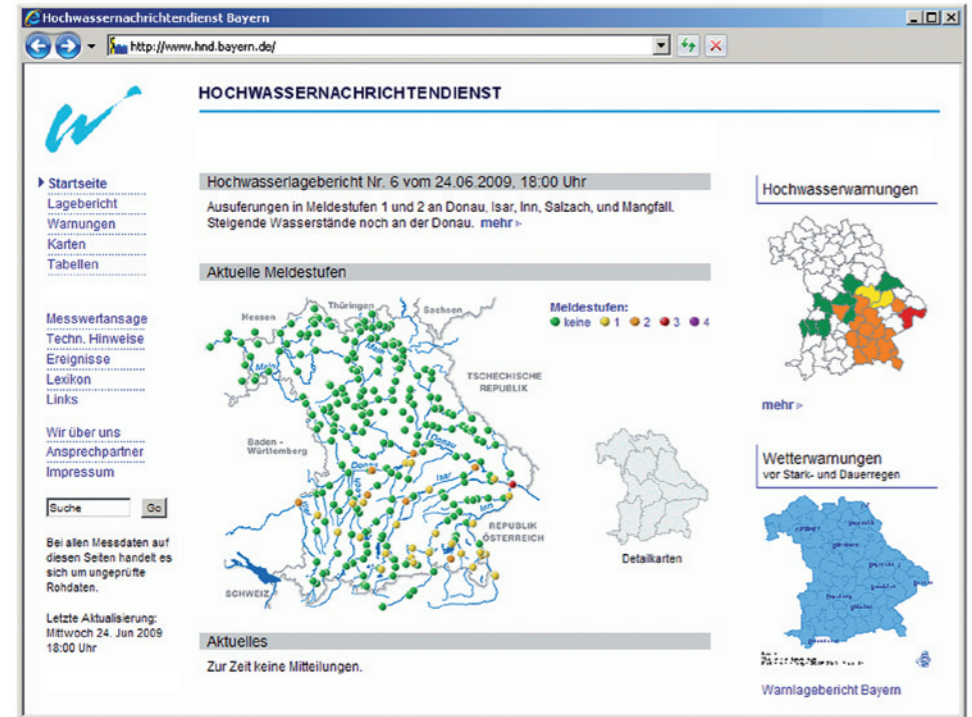 Hochwassernachrichtendienst Bayern
http://www.hnd.bayern.de/
HOCHWASSERNACHRICHTENDIENST
Startseite
Lagebericht
Warnungen
Karten
Tabellen
Messwertansage
Techn. Hinweise
Ereignisse
Lexikon
Links
Wir über uns
Ansprechpartner
Impressum
Suche
Go
Bei allen Messdaten auf
diesen Seiten handelt es
sich um ungeprüfte
Rohdaten.
Letzte Aktualisierung:
Mittwoch 24. Jun 2009
18:00 Uhr
Hochwasserlagebericht Nr. 6 vom 24.06.2009, 18:00 Uhr
Ausuferungen in Meldestufen 1 und 2 an Donau, Isar, Inn, Salzach, und Mangfall.
Steigende Wasserstände noch an der Donau. mehr
Aktuelle Meldestufen
Meldestufen:
keine 1 2 3 4
Hessen
Thüringen
Sachsen
Main
Main
TSCHECHISCHE
REPUBLIK
Baden -
Württemberg
Donau
Donau
Iller
Lech
Isar
Inn
REPUBLIK
ÖSTERREICH
SCHWEIZ
Detailkarten
Aktuelles
Zur Zeit keine Mitteilungen.
Hochwasserwarnungen
mehr
Wetterwarnungen
vor Stark- und Dauerregen
Warnlagebericht Bayern